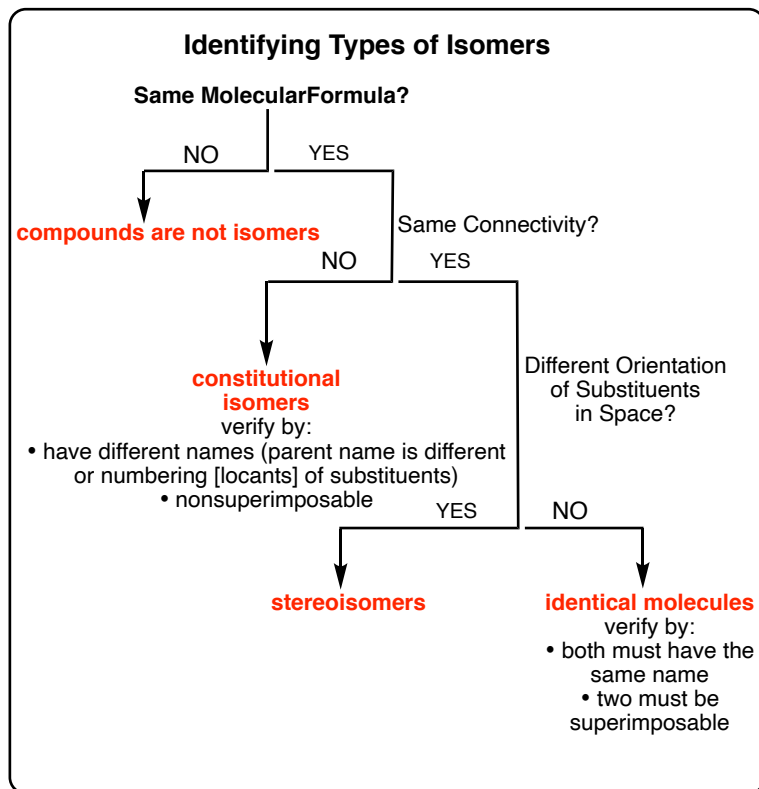 Identifying Types of Isomers
Same MolecularFormula?
NO
YES
compounds are not isomers
Same Connectivity?
NO
YES
constitutional
isomers
verify by:
• have different names (parent name is different
or numbering [locants] of substituents)
• nonsuperimposable
Different Orientation
of Substituents
in Space?
YES
NO
stereoisomers
identical molecules
verify by:
• both must have the
same name
• two must be
superimposable